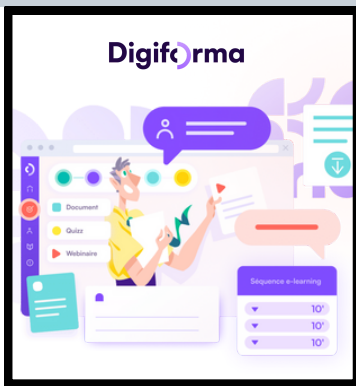 Digiforma
Document
Quizz
Webinaire
Séquence e-learning
10'
10'
10'